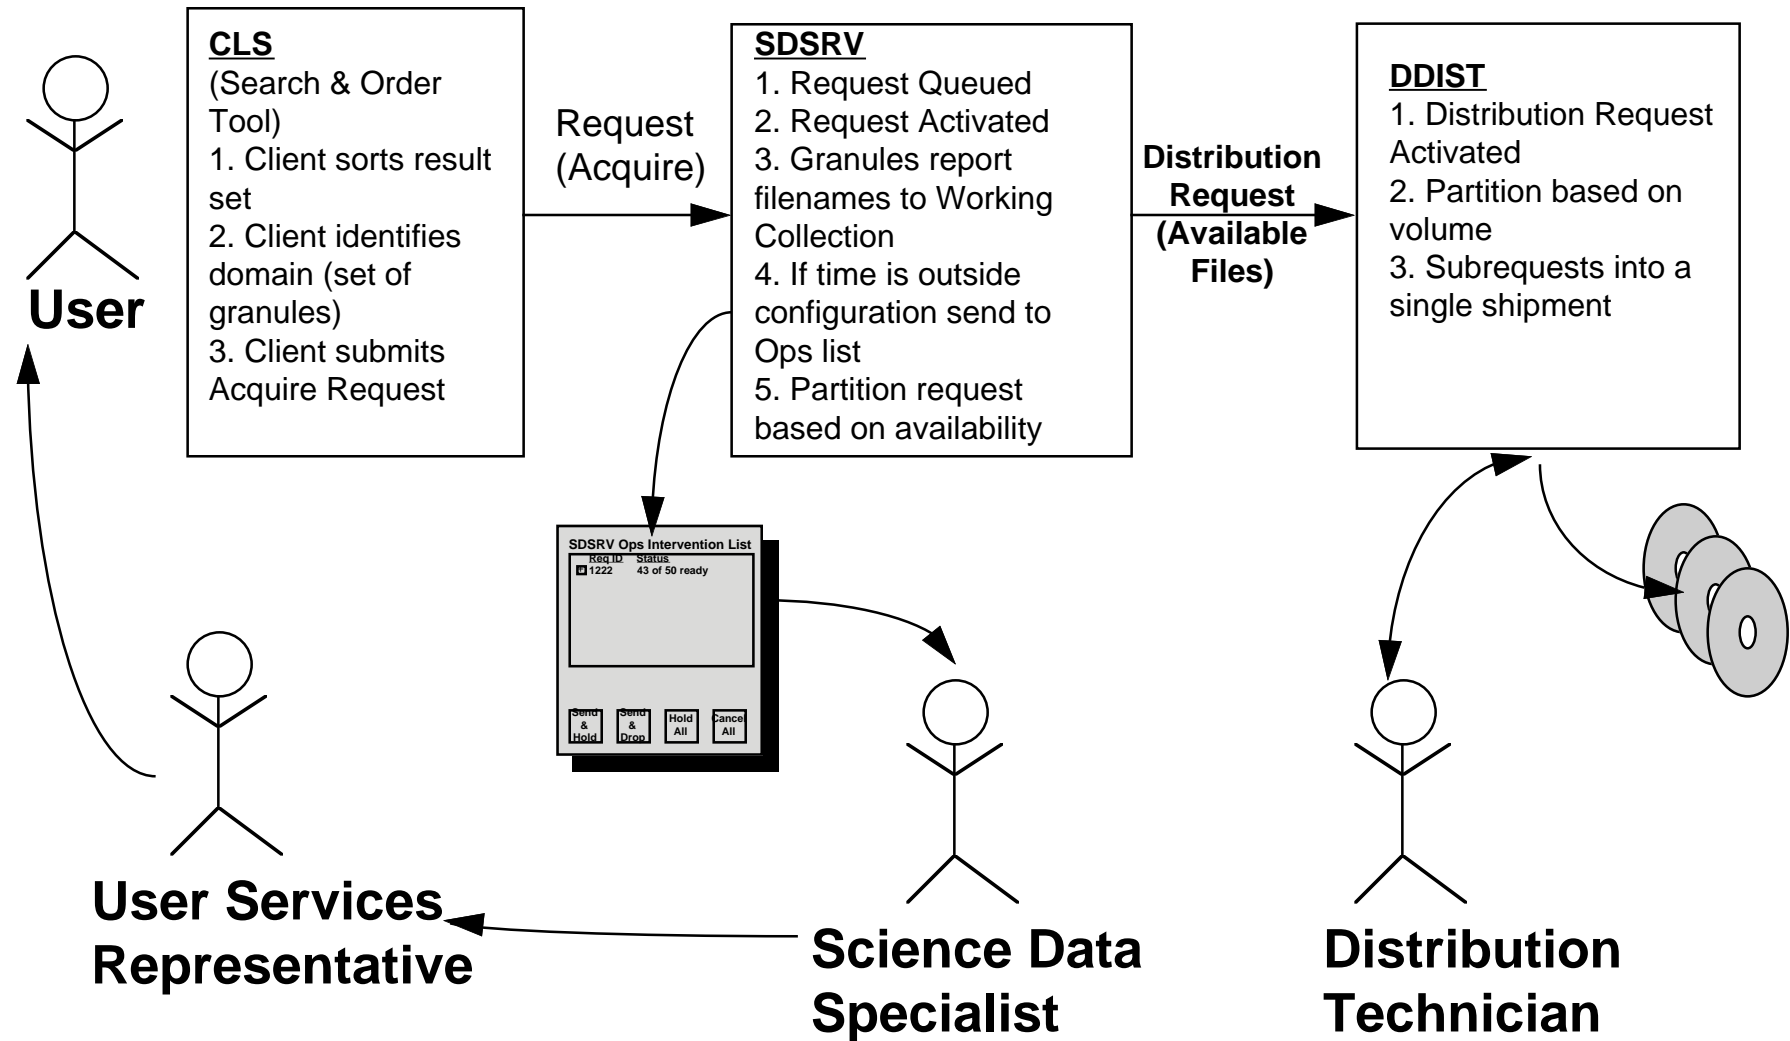 CLS
(Search & Order
Tool)
1. Client sorts result
set
2. Client identifies
domain (set of
granules)
3. Client submits
Acquire Request
Request
(Acquire)
SDSRV
1. Request Queued
2. Request Activated
3. Granules report
filenames to Working
Collection
4. If time is outside
configuration send to
Ops list
5. Partition request
based on availability
Distribution
Request
(Available
Files)
DDIST
1. Distribution Request
Activated
2. Partition based on
volume
3. Subrequests into a
single shipment
User
SDSRV Ops Intervention List
Req ID Status
1222 43 of 50 ready
Send
&
Hold
Send
&
Drop
Hold
All
Cancel
All
User Services
Representative
Science Data
Specialist
Distribution
Technician